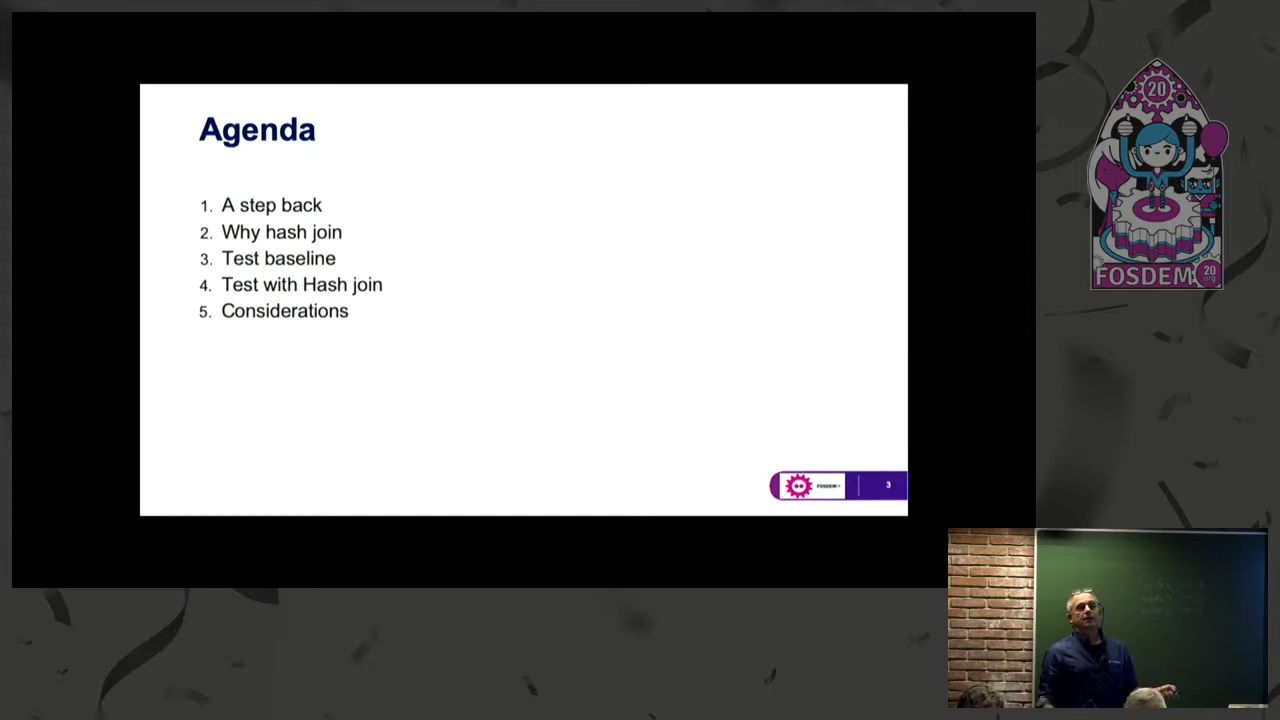 Agenda
1. A step back
2. Why hash join
3. Test baseline
4. Test with Hash join
5. Considerations
3
20
FOSDEM
20
.org